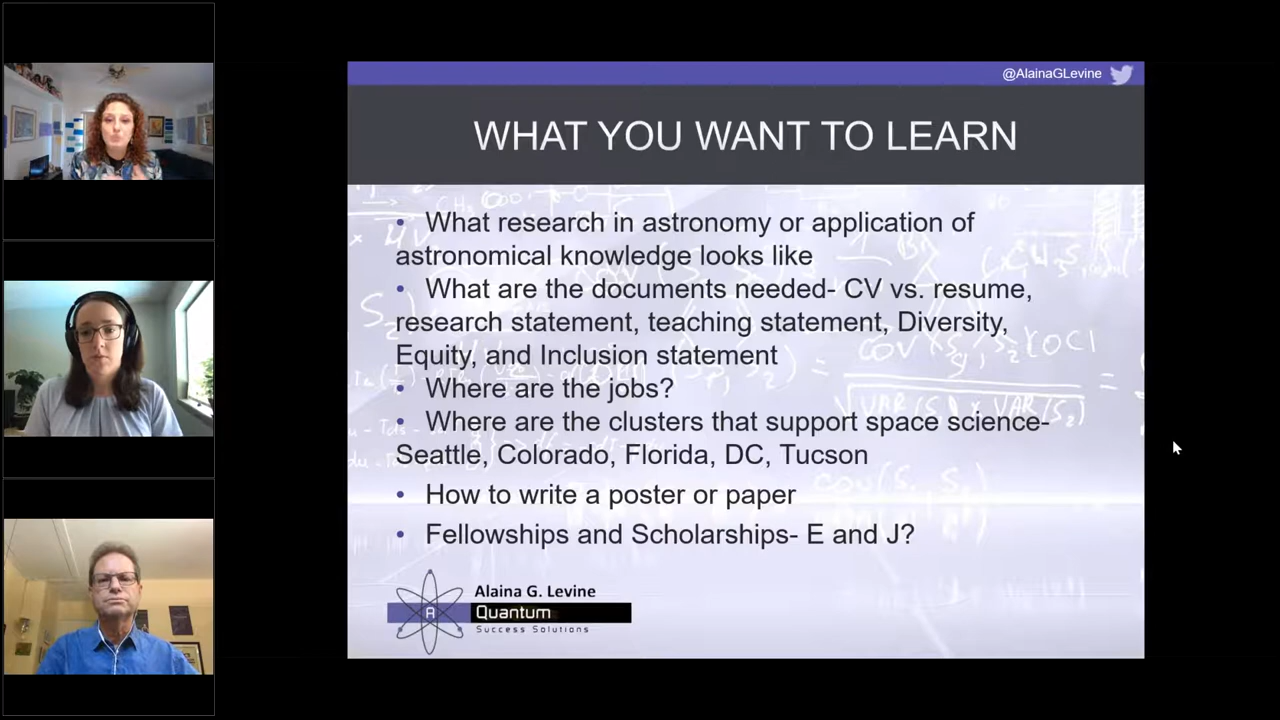 @AlainaGLevine
WHAT YOU WANT TO LEARN
• What research in astronomy or application of
astronomical knowledge looks like
• What are the documents needed- CV vs. resume,
research statement, teaching statement, Diversity,
Equity, and Inclusion statement
• Where are the jobs?
• Where are the clusters that support space science-
Seattle, Colorado, Florida, DC, Tucson
• How to write a poster or paper
• Fellowships and Scholarships- E and J?
Alaina G. Levine
A Quantum
Success Solutions